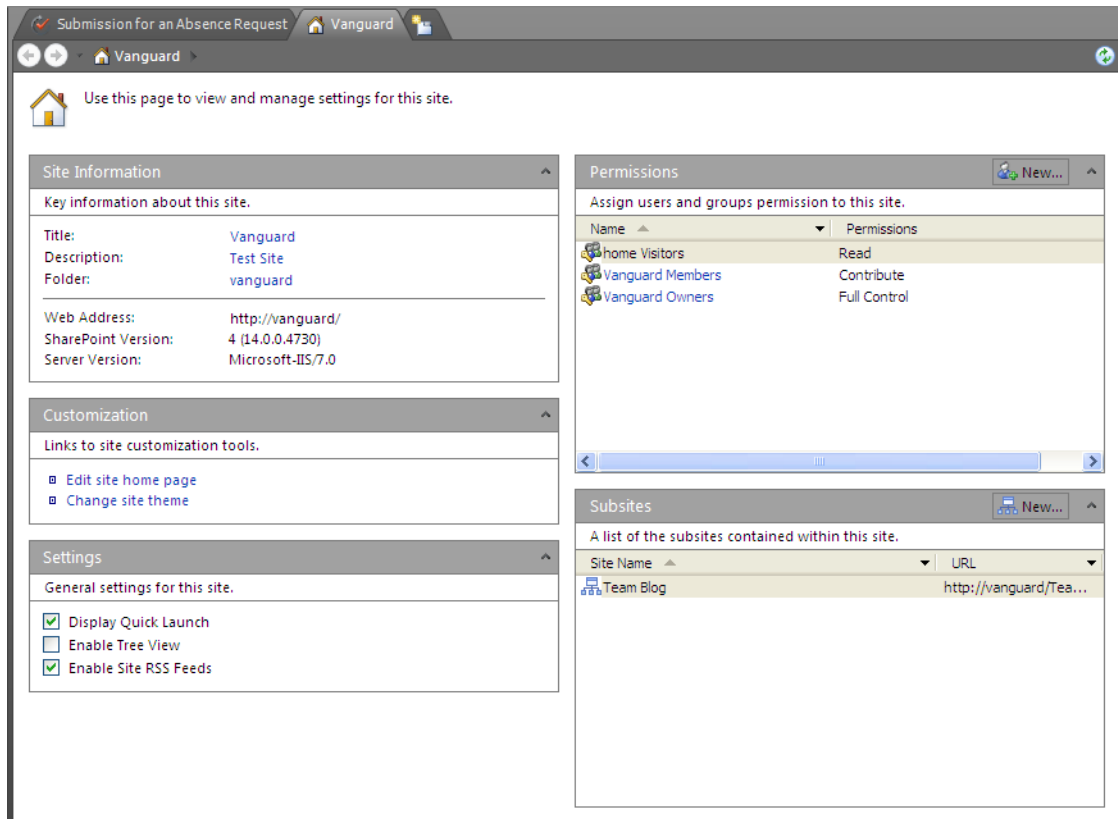 Submission for an Absence Request
Vanguard
Vanguard
Use this page to view and manage settings for this site.
Site Information
Key information about this site.
Title: Vanguard
Description: Test Site
Folder: vanguard
Web Address: http://vanguard/
SharePoint Version: 4 (14.0.0.4730)
Server Version: Microsoft-IIS/7.0
Customization
Links to site customization tools.
Edit site home page
Change site theme
Settings
General settings for this site.
Display Quick Launch
Enable Tree View
Enable Site RSS Feeds
Permissions New...
Assign users and groups permission to this site.
Name Permissions
home Visitors Read
Vanguard Members Contribute
Vanguard Owners Full Control
Subsites New...
A list of the subsites contained within this site.
Site Name URL
Team Blog http://vanguard/Tea...